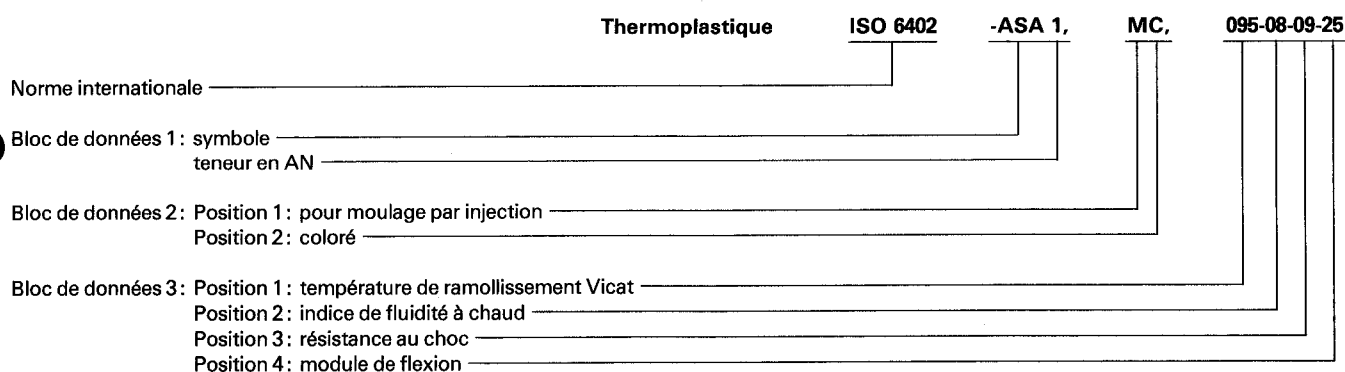 Thermoplastique ISO 6402 -ASA 1, MC, 095-08-09-25
Norme internationale
Bloc de données 1 : symbole
teneur en AN
Bloc de données 2 : Position 1 : pour moulage par injection
Position 2 : coloré
Bloc de données 3 : Position 1 : température de ramollissement Vicat
Position 2 : indice de fluidité à chaud
Position 3 : résistance au choc
Position 4 : module de flexion